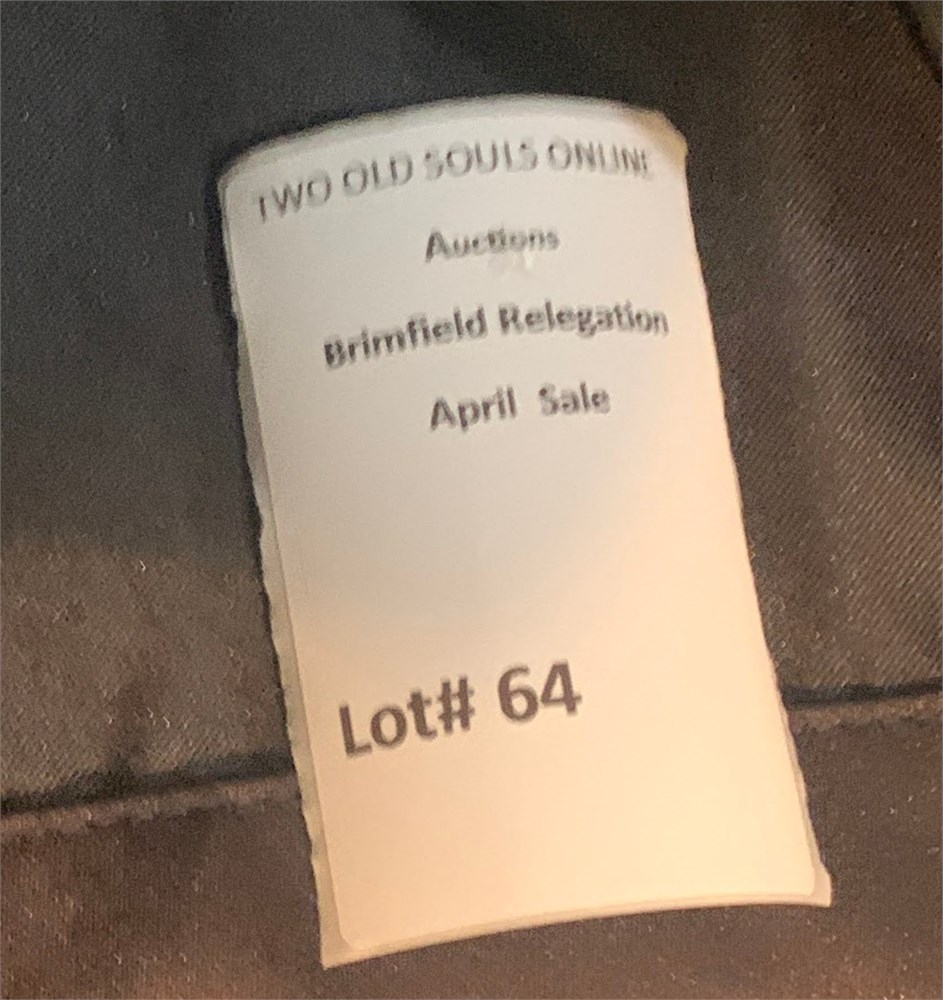 TWO OLD SOULS ONLINE
Auctions
Brimfield Relegation
April Sale
Lot# 64